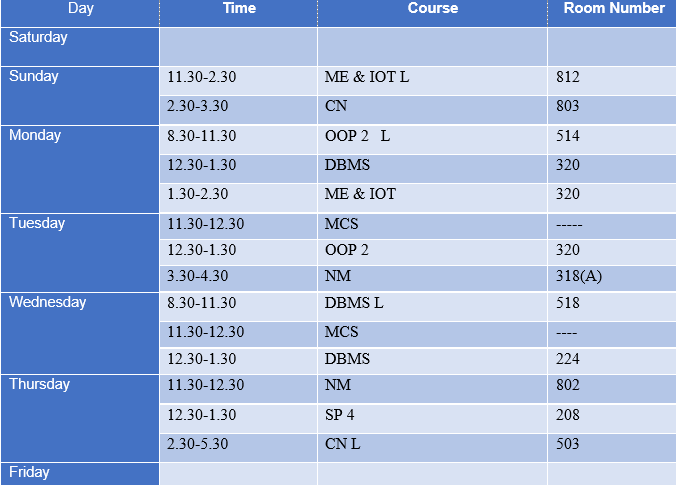 Day Time Course Room Number
Saturday
Sunday 11.30-2.30 ME & IOT L 812
2.30-3.30 CN 803
Monday 8.30-11.30 OOP 2 L 514
12.30-1.30 DBMS 320
1.30-2.30 ME & IOT 320
Tuesday 11.30-12.30 MCS -----
12.30-1.30 OOP 2 320
3.30-4.30 NM 318(A)
Wednesday 8.30-11.30 DBMS L 518
11.30-12.30 MCS ----
12.30-1.30 DBMS 224
Thursday 11.30-12.30 NM 802
12.30-1.30 SP 4 208
2.30-5.30 CN L 503
Friday